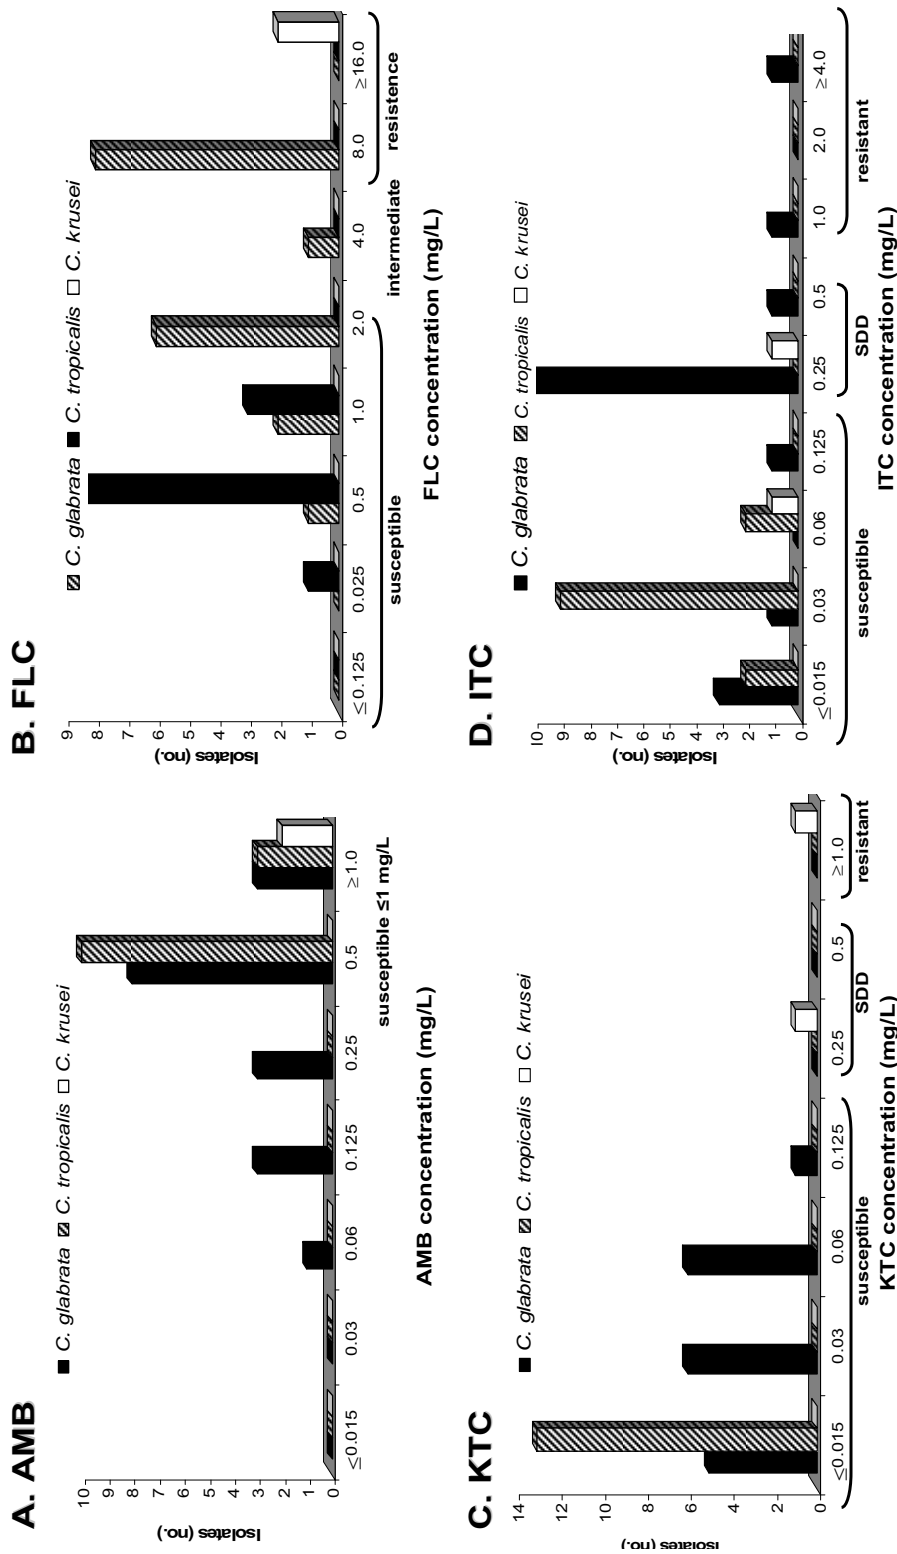 A. AMB
C. glabrata C. tropicalis C. krusei
Isolates (no.)
10
9
8
7
6
5
4
3
2
1
0
≤0.015 0.03 0.06 0.125 0.25 0.5 ≥1.0
susceptible ≤1 mg/L
AMB concentration (mg/L)
B. FLC
C. glabrata C. tropicalis C. krusei
Isolates (no.)
9
8
7
6
5
4
3
2
1
0
≤0.125 0.025 0.5 1.0 2.0 4.0 8.0 ≥16.0
susceptible intermediate resistence
FLC concentration (mg/L)
C. KTC
C. glabrata C. tropicalis C. krusei
Isolates (no.)
14
12
10
8
6
4
2
0
≤0.015 0.03 0.06 0.125 0.25 0.5 ≥1.0
susceptible SDD resistant
KTC concentration (mg/L)
D. ITC
C. glabrata C. tropicalis C. krusei
Isolates (no.)
10
9
8
7
6
5
4
3
2
1
0
≤0.015 0.03 0.06 0.125 0.25 0.5 1.0 2.0 ≥4.0
susceptible SDD resistant
ITC concentration (mg/L)